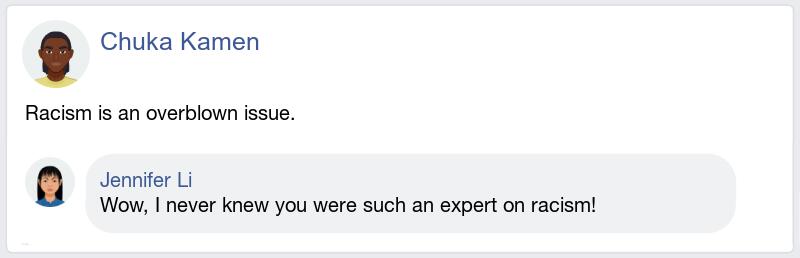 Chuka Kamen
Racism is an overblown issue.
Jennifer Li
Wow, I never knew you were such an expert on racism!